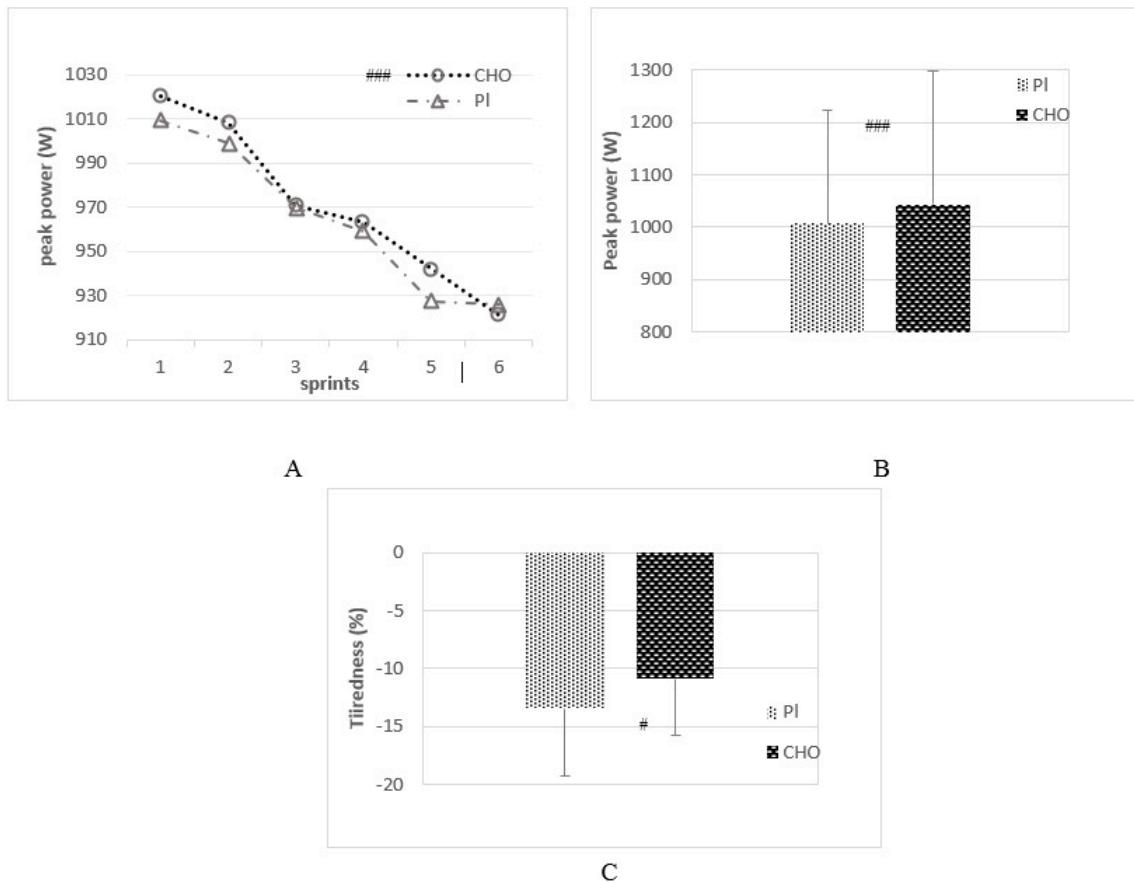 peak power (W)
1030
1010
990
970
950
930
910
### CHO
Pl
1 2 3 4 5 | 6
sprints
A
Peak power (W)
1300
1200
1100
1000
900
800
Pl
CHO
###
B
Tiiredness (%)
0
-5
-10
-15
-20
#
Pl
CHO
C